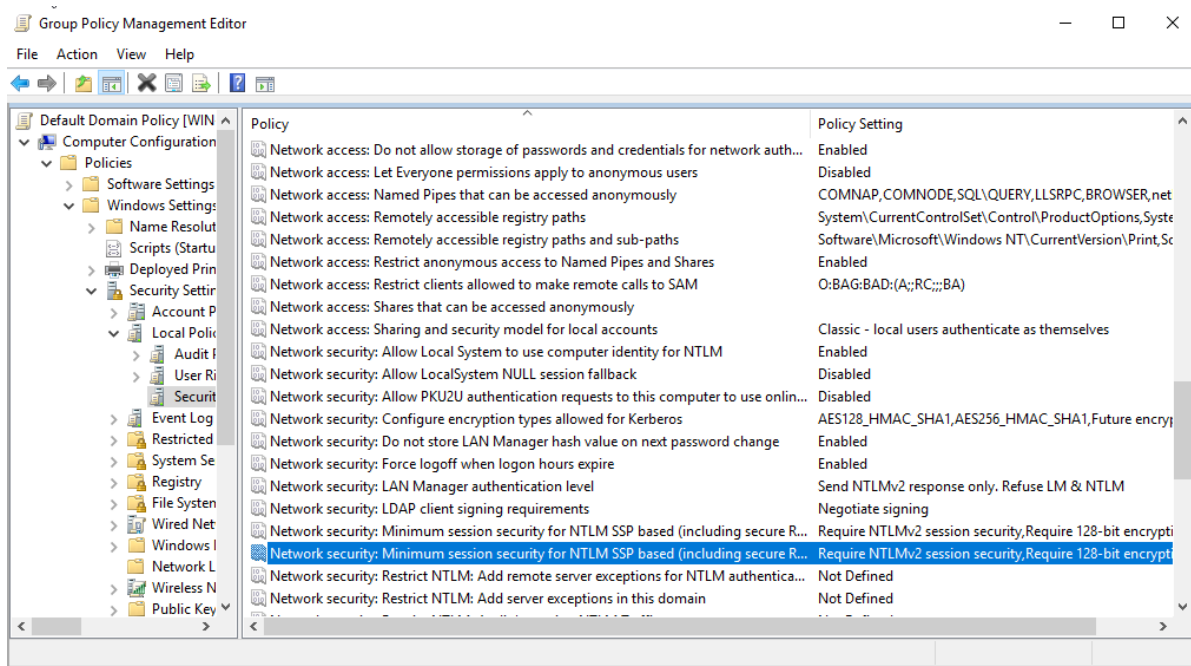 Group Policy Management Editor
File Action View Help
Default Domain Policy [WIN
Computer Configuration
Policies
Software Settings
Windows Settings
Name Resolut
Scripts (Startu
Deployed Prin
Security Settin
Account P
Local Polic
Audit P
User Ri
Securit
Event Log
Restricted
System Se
Registry
File System
Wired Net
Windows
Network L
Wireless N
Public Key
Policy Policy Setting
Network access: Do not allow storage of passwords and credentials for network auth... Enabled
Network access: Let Everyone permissions apply to anonymous users Disabled
Network access: Named Pipes that can be accessed anonymously COMNAP,COMNODE,SQL\QUERY,LLSRPC,BROWSER,net
Network access: Remotely accessible registry paths System\CurrentControlSet\Control\ProductOptions,Syste
Network access: Remotely accessible registry paths and sub-paths Software\Microsoft\Windows NT\CurrentVersion\Print,So
Network access: Restrict anonymous access to Named Pipes and Shares Enabled
Network access: Restrict clients allowed to make remote calls to SAM O:BAG:BAD:(A;;RC;;;BA)
Network access: Shares that can be accessed anonymously
Network access: Sharing and security model for local accounts Classic - local users authenticate as themselves
Network security: Allow Local System to use computer identity for NTLM Enabled
Network security: Allow LocalSystem NULL session fallback Disabled
Network security: Allow PKU2U authentication requests to this computer to use onlin... Disabled
Network security: Configure encryption types allowed for Kerberos AES128_HMAC_SHA1,AES256_HMAC_SHA1,Future encryp
Network security: Do not store LAN Manager hash value on next password change Enabled
Network security: Force logoff when logon hours expire Enabled
Network security: LAN Manager authentication level Send NTLMv2 response only. Refuse LM & NTLM
Network security: LDAP client signing requirements Negotiate signing
Network security: Minimum session security for NTLM SSP based (including secure R... Require NTLMv2 session security,Require 128-bit encrypti
Network security: Minimum session security for NTLM SSP based (including secure R... Require NTLMv2 session security,Require 128-bit encrypti
Network security: Restrict NTLM: Add remote server exceptions for NTLM authentica... Not Defined
Network security: Restrict NTLM: Add server exceptions in this domain Not Defined